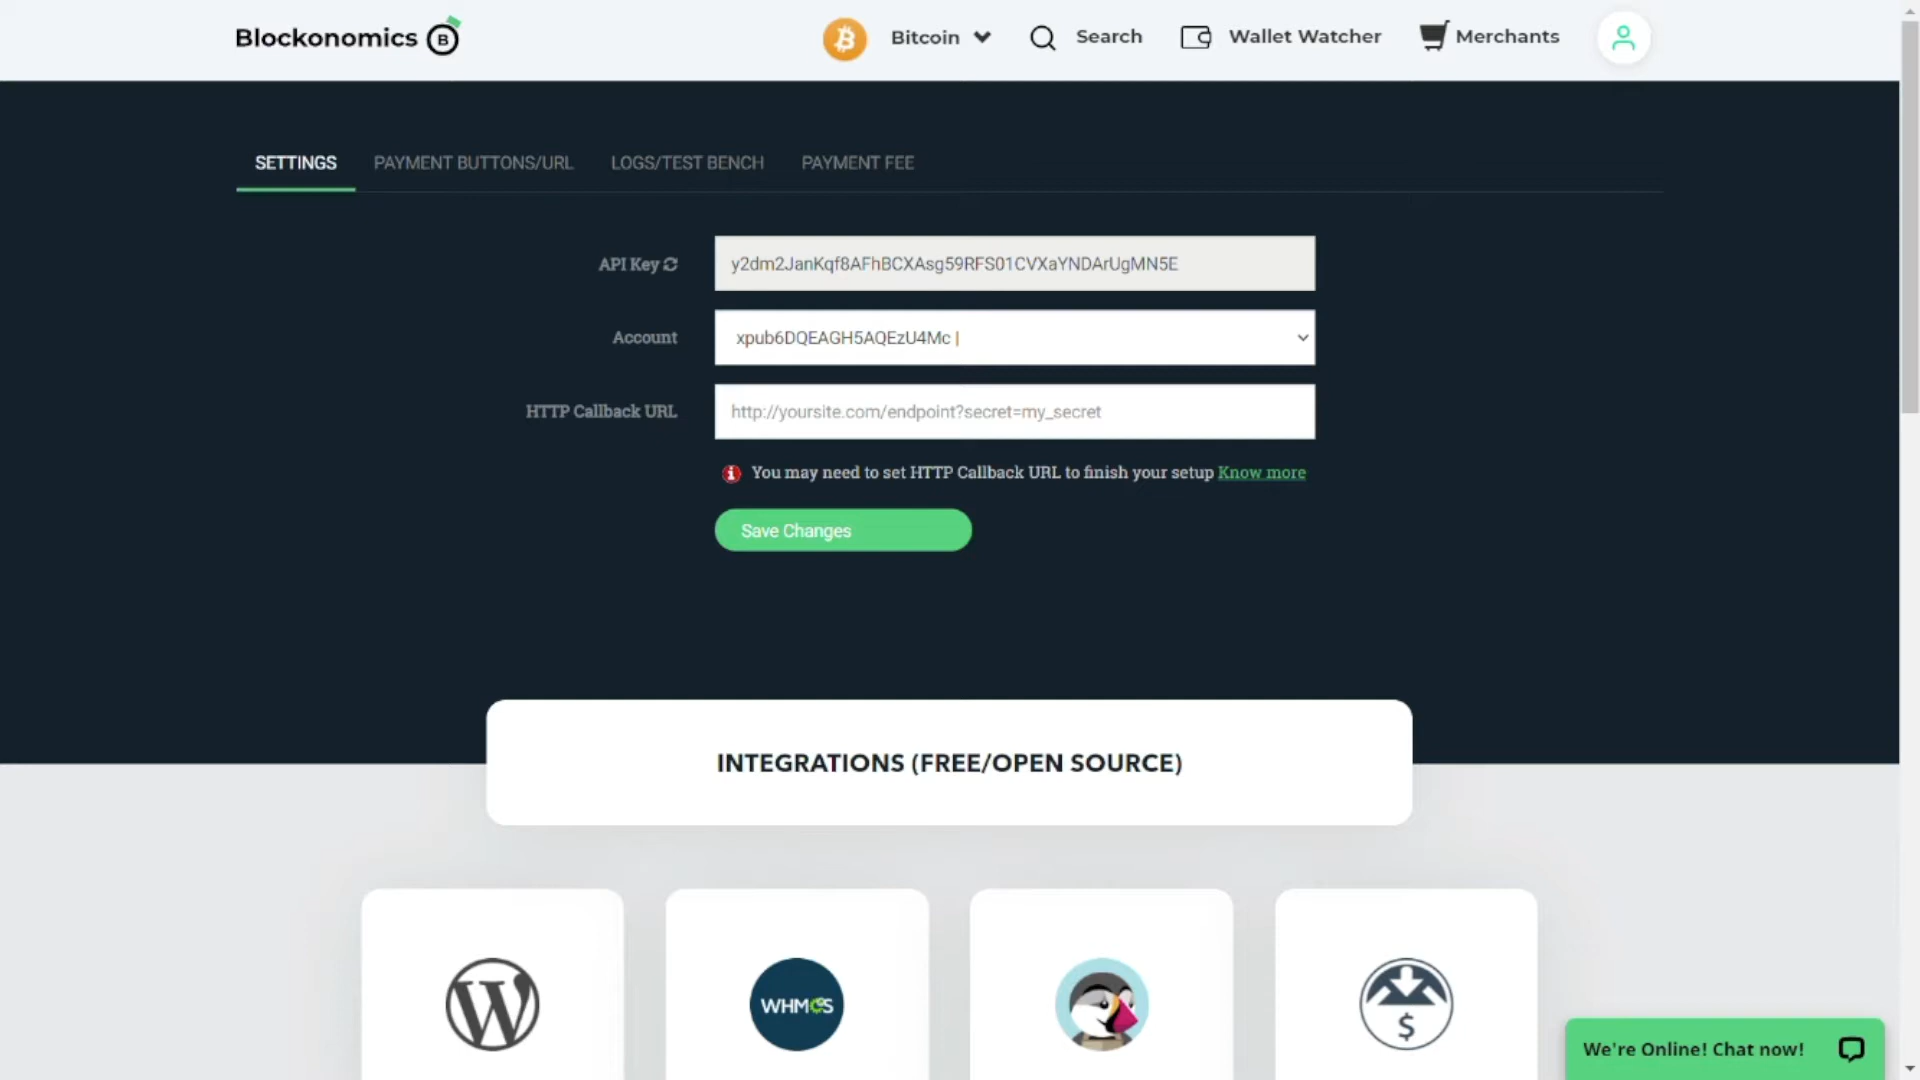 Blockonomics B
Bitcoin Search Wallet Watcher Merchants
SETTINGS PAYMENT BUTTONS/URL LOGS/TEST BENCH PAYMENT FEE
API Key y2dm2JanKqf8AFhBCXAsg59RFS01CVXaYNDArUgMN5E
Account xpub6DQEAGH5AQEzU4Mc |
HTTP Callback URL http://yoursite.com/endpoint?secret=my_secret
You may need to set HTTP Callback URL to finish your setup Know more
Save Changes
INTEGRATIONS (FREE/OPEN SOURCE)
WHMCS
$
We're Online! Chat now!